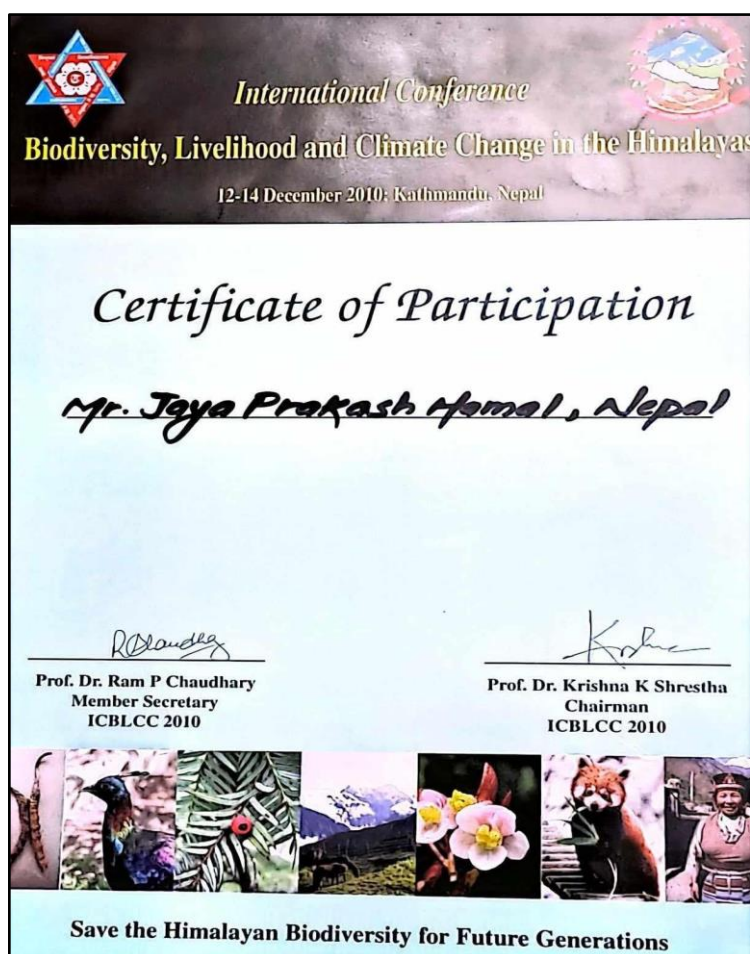 International Conference
Biodiversity, Livelihood and Climate Change in the Himalayas
12-14 December 2010; Kathmandu, Nepal
Certificate of Participation
Mr. Jaya Prakash Hamal, Nepal
Prof. Dr. Ram P Chaudhary
Member Secretary
ICBLCC 2010
Prof. Dr. Krishna K Shrestha
Chairman
ICBLCC 2010
Save the Himalayan Biodiversity for Future Generations